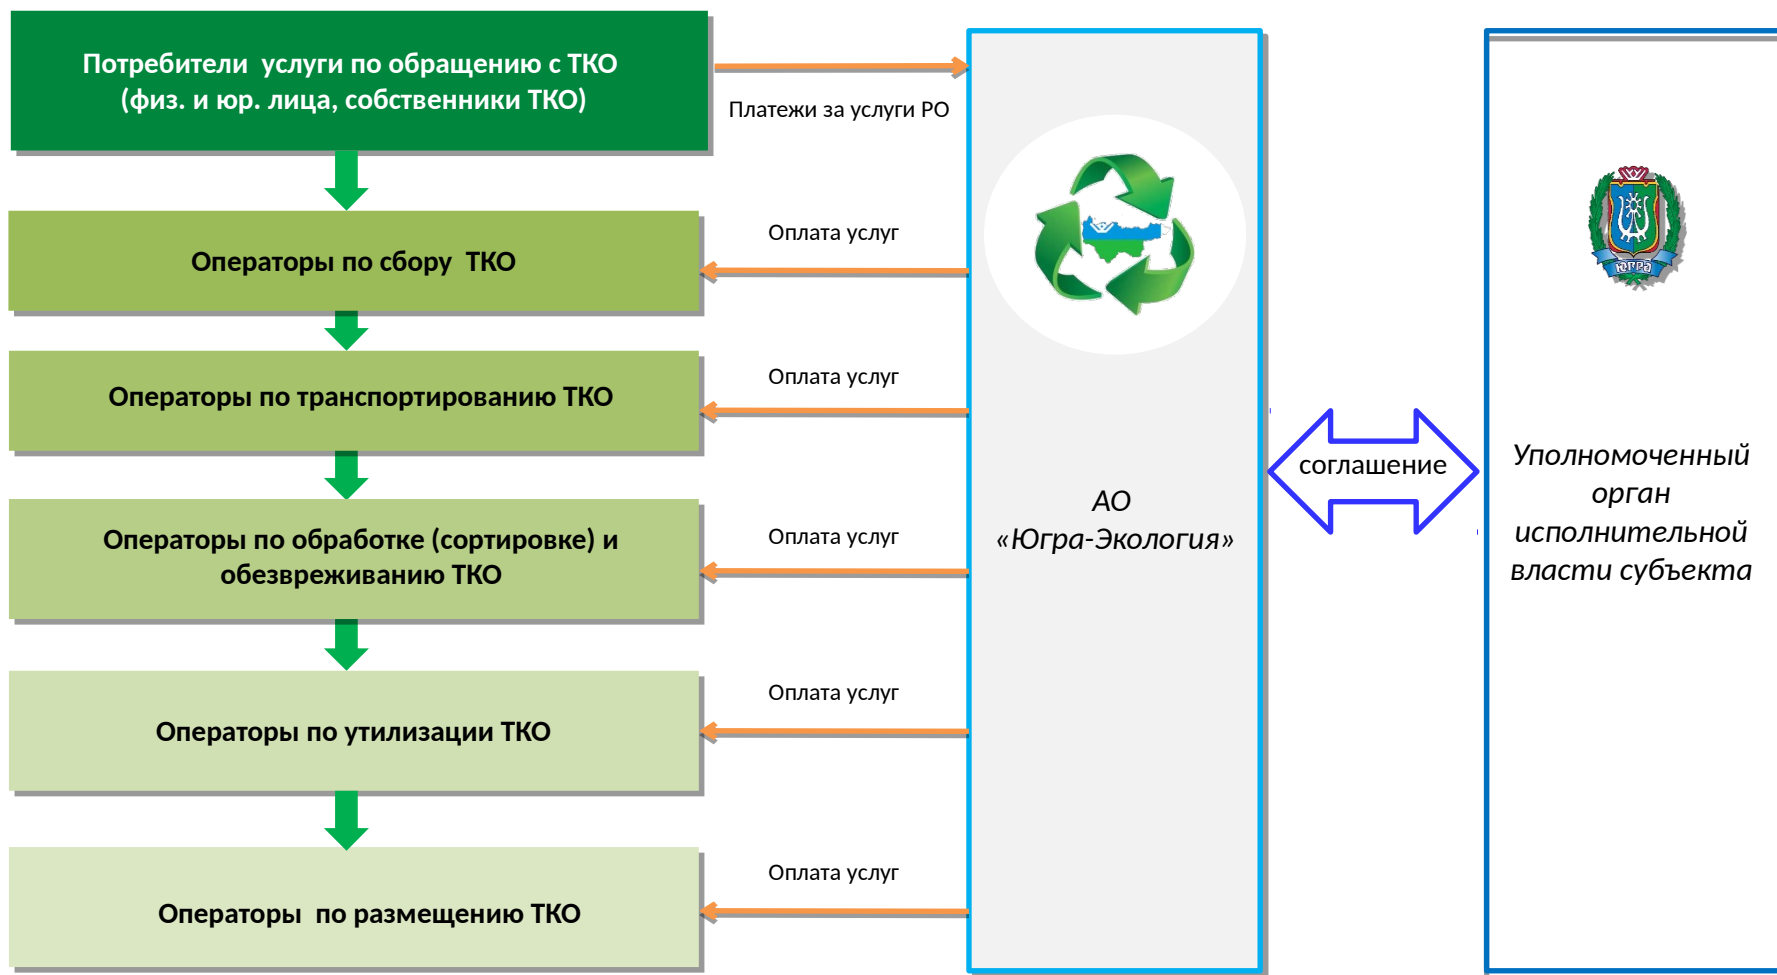 Потребители услуги по обращению с ТКО
(физ. и юр. лица, собственники ТКО)
Платежи за услуги РО
Операторы по сбору ТКО
Оплата услуг
Операторы по транспортированию ТКО
Оплата услуг
Операторы по обработке (сортировке) и
обезвреживанию ТКО
Оплата услуг
Операторы по утилизации ТКО
Оплата услуг
Операторы по размещению ТКО
Оплата услуг
АО
«Югра-Экология»
соглашение
ЮГРА
Уполномоченный
орган
исполнительной
власти субъекта